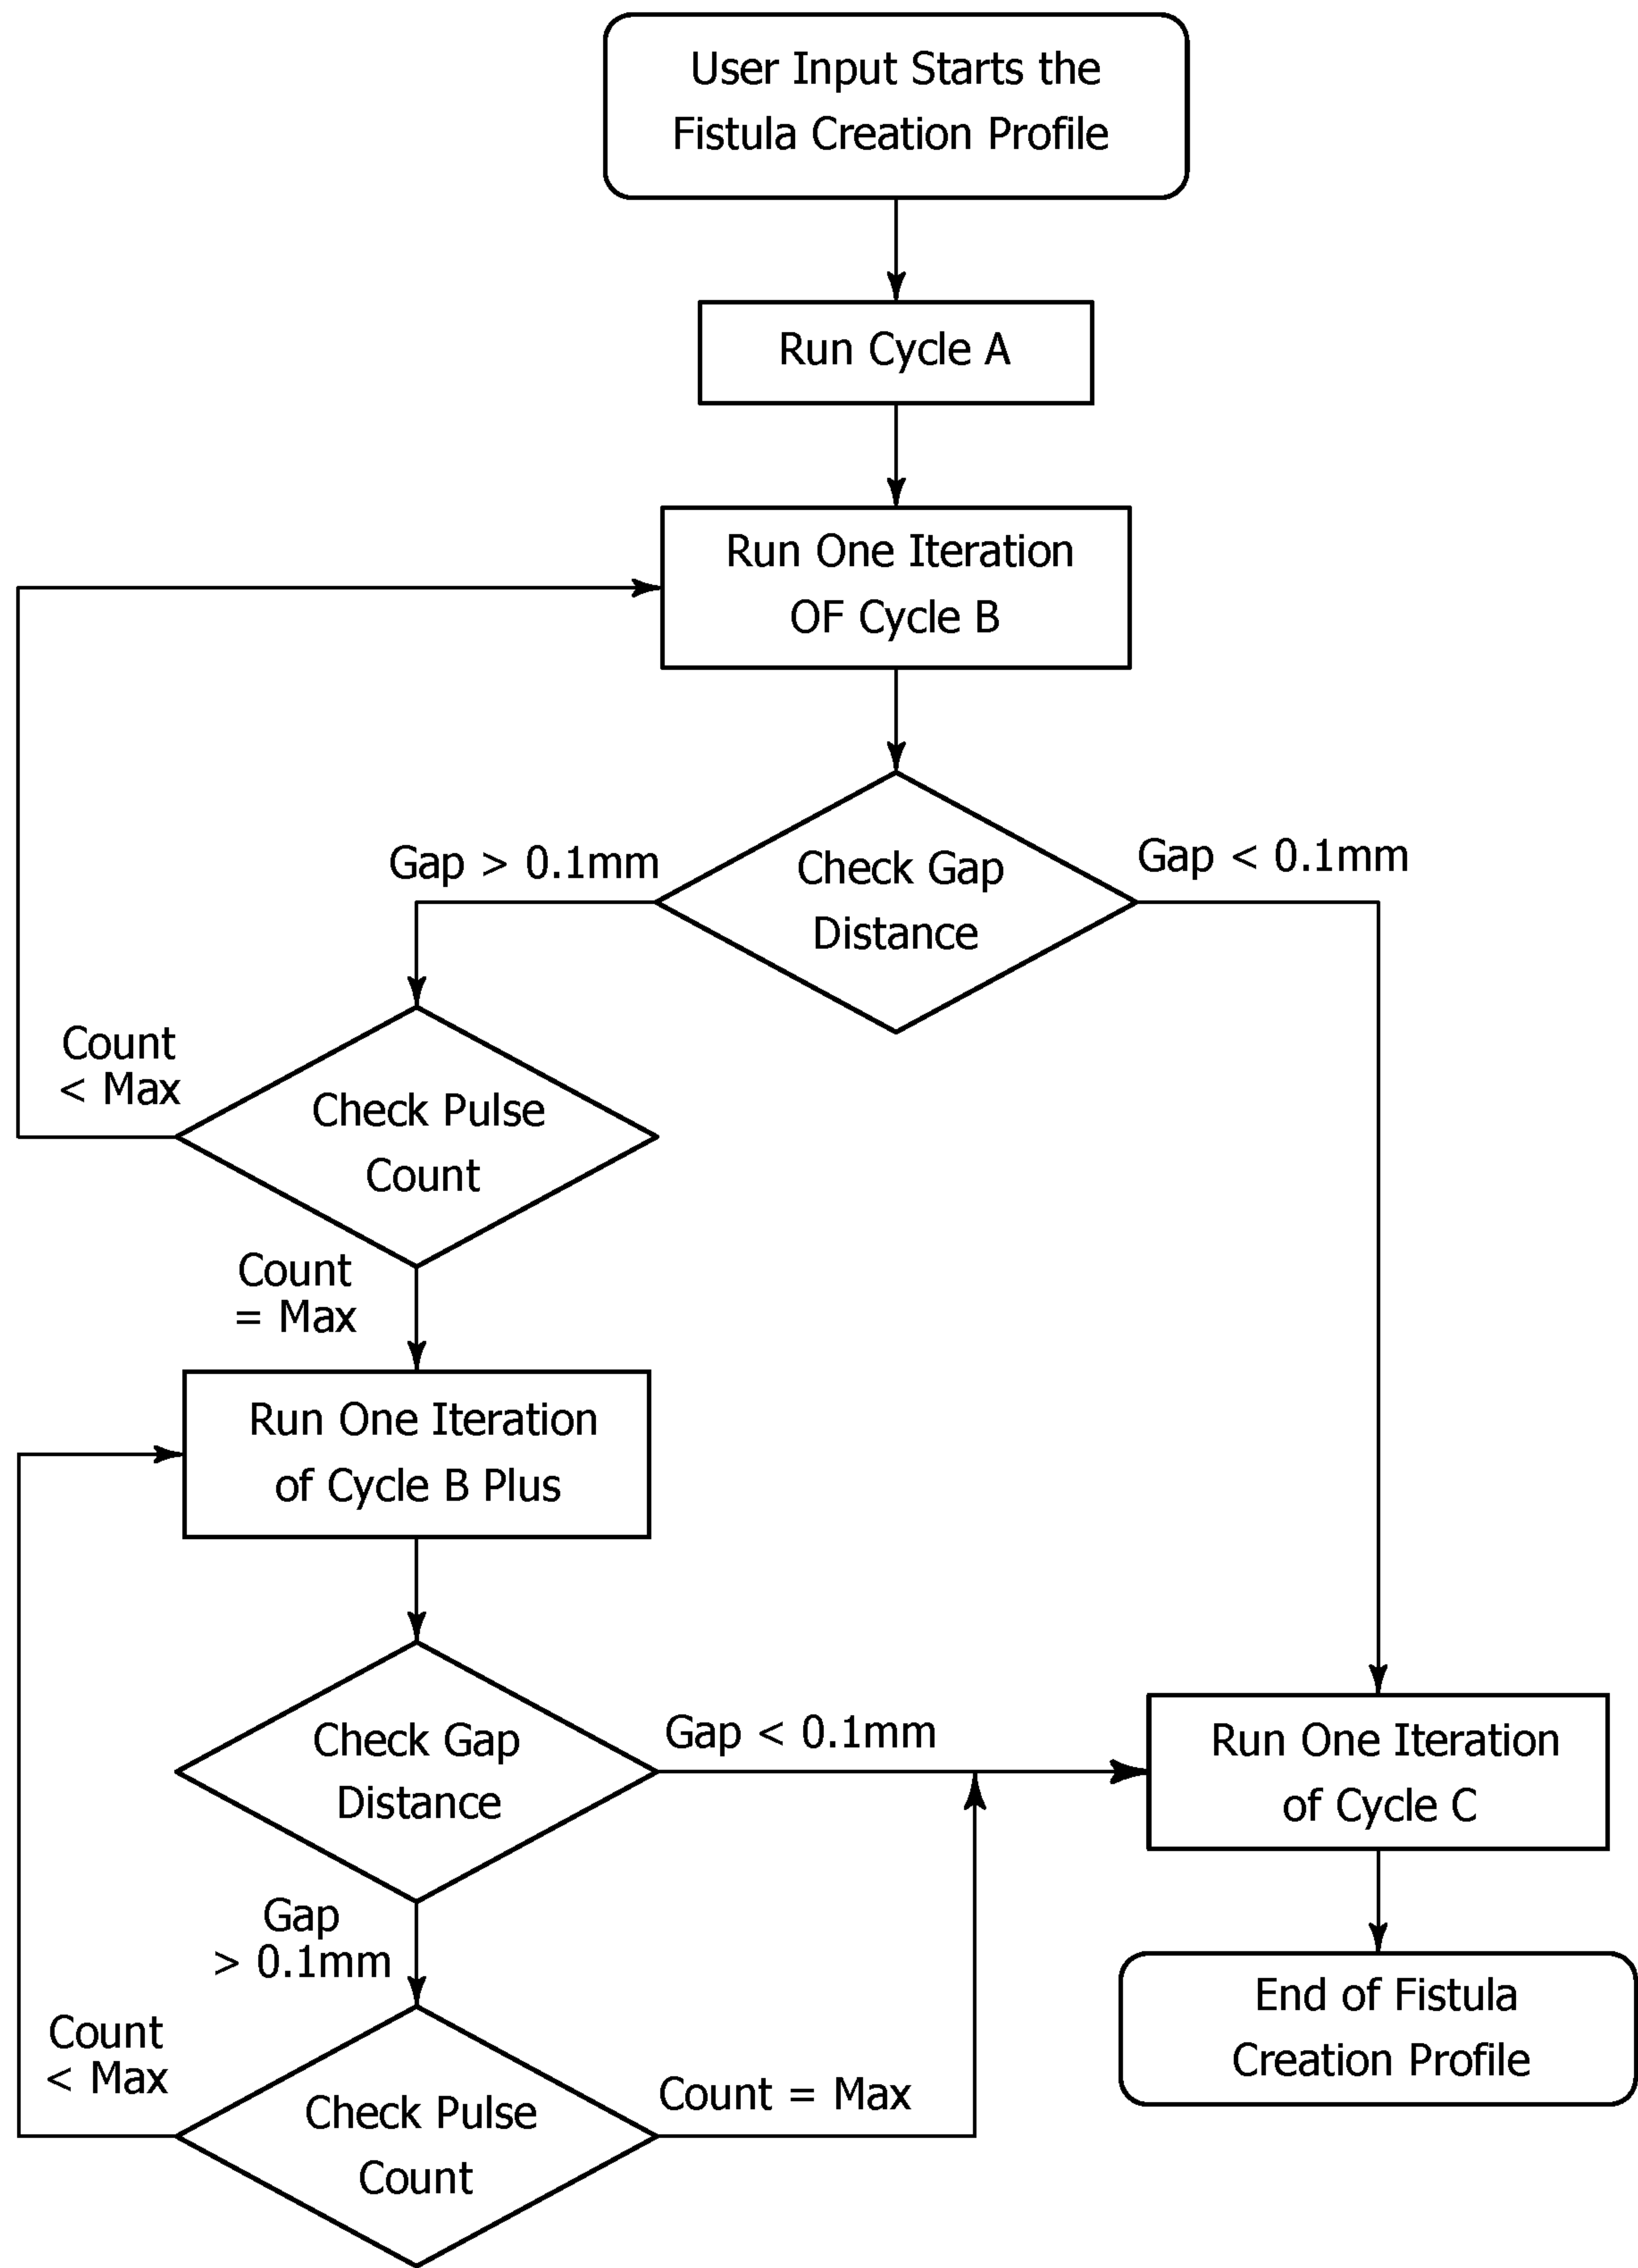 User Input Starts the
Fistula Creation Profile
Run Cycle A
Run One Iteration
OF Cycle B
Check Gap
Distance
Gap > 0.1mm
Gap < 0.1mm
Check Pulse
Count
Count
< Max
Count
= Max
Run One Iteration
of Cycle B Plus
Check Gap
Distance
Gap < 0.1mm
Gap
> 0.1mm
Check Pulse
Count
Count
< Max
Count = Max
Run One Iteration
of Cycle C
End of Fistula
Creation Profile